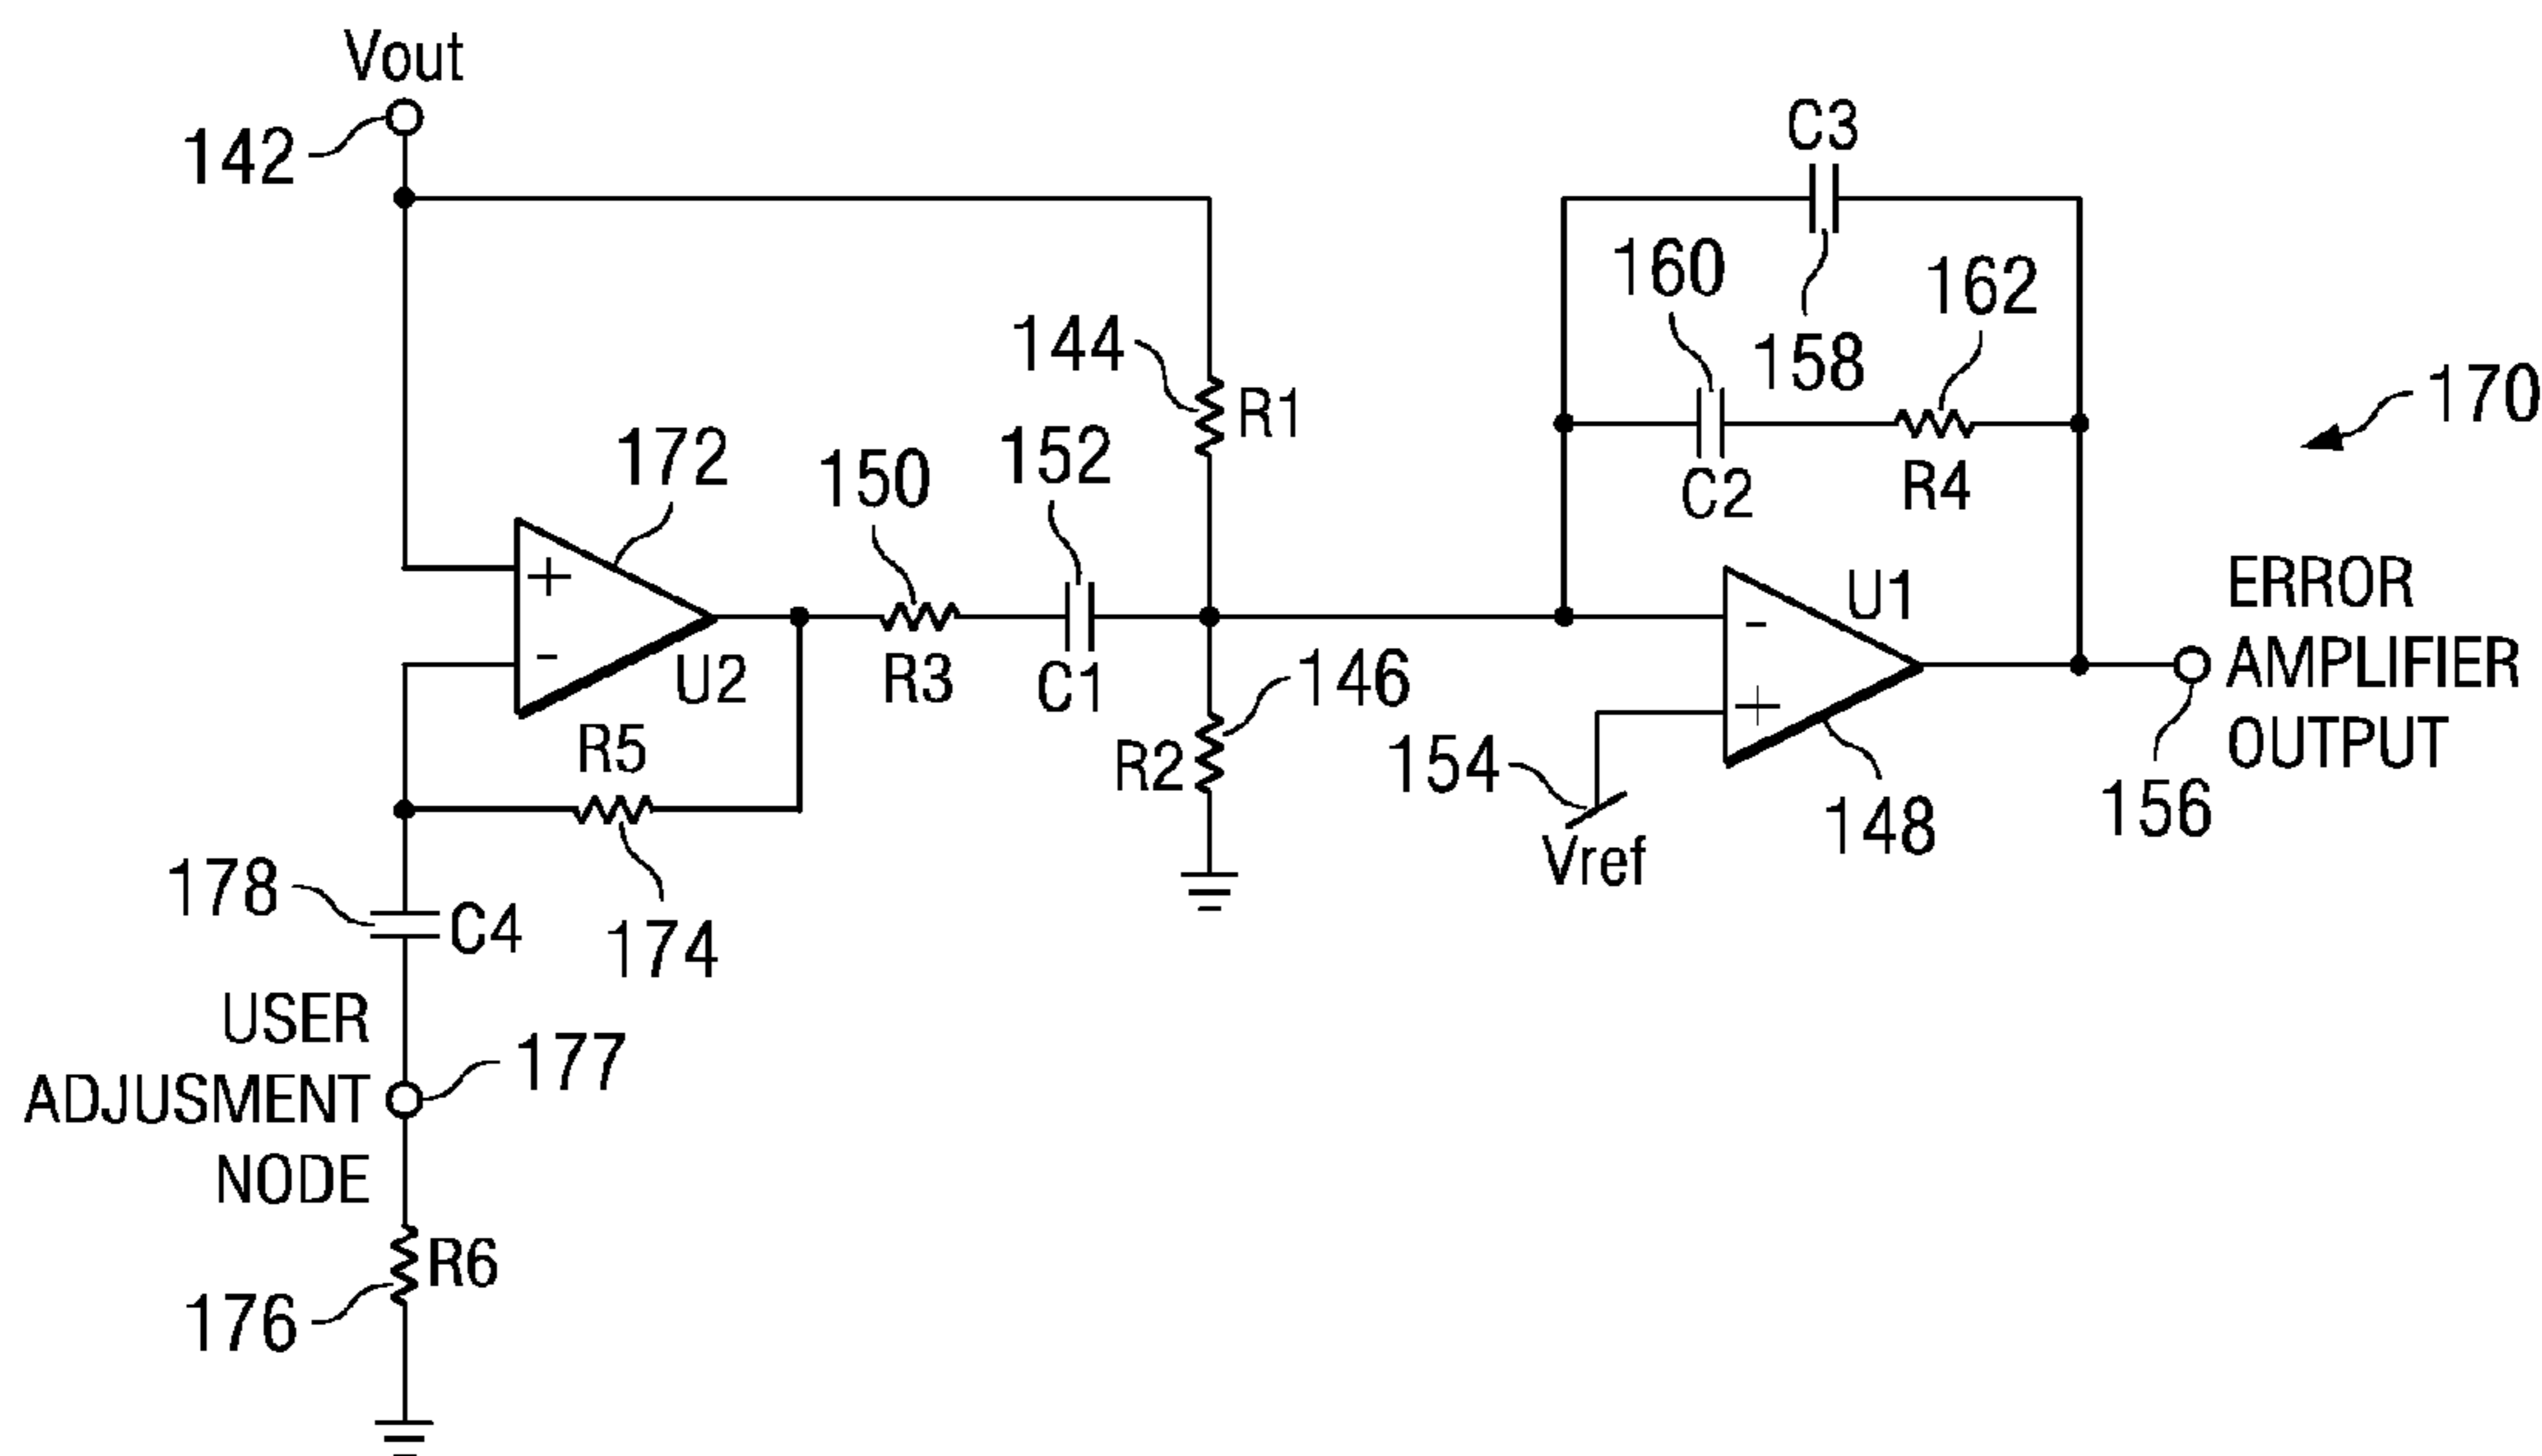 Vout
142
C3
160
162
158
144
R1
170
172
150
152
C2
R4
+
-
U2
R3
C1
146
U1
-
+
ERROR
AMPLIFIER
OUTPUT
R5
R2
154
Vref
148
156
178
C4
174
USER
ADJUSMENT
NODE
177
R6
176